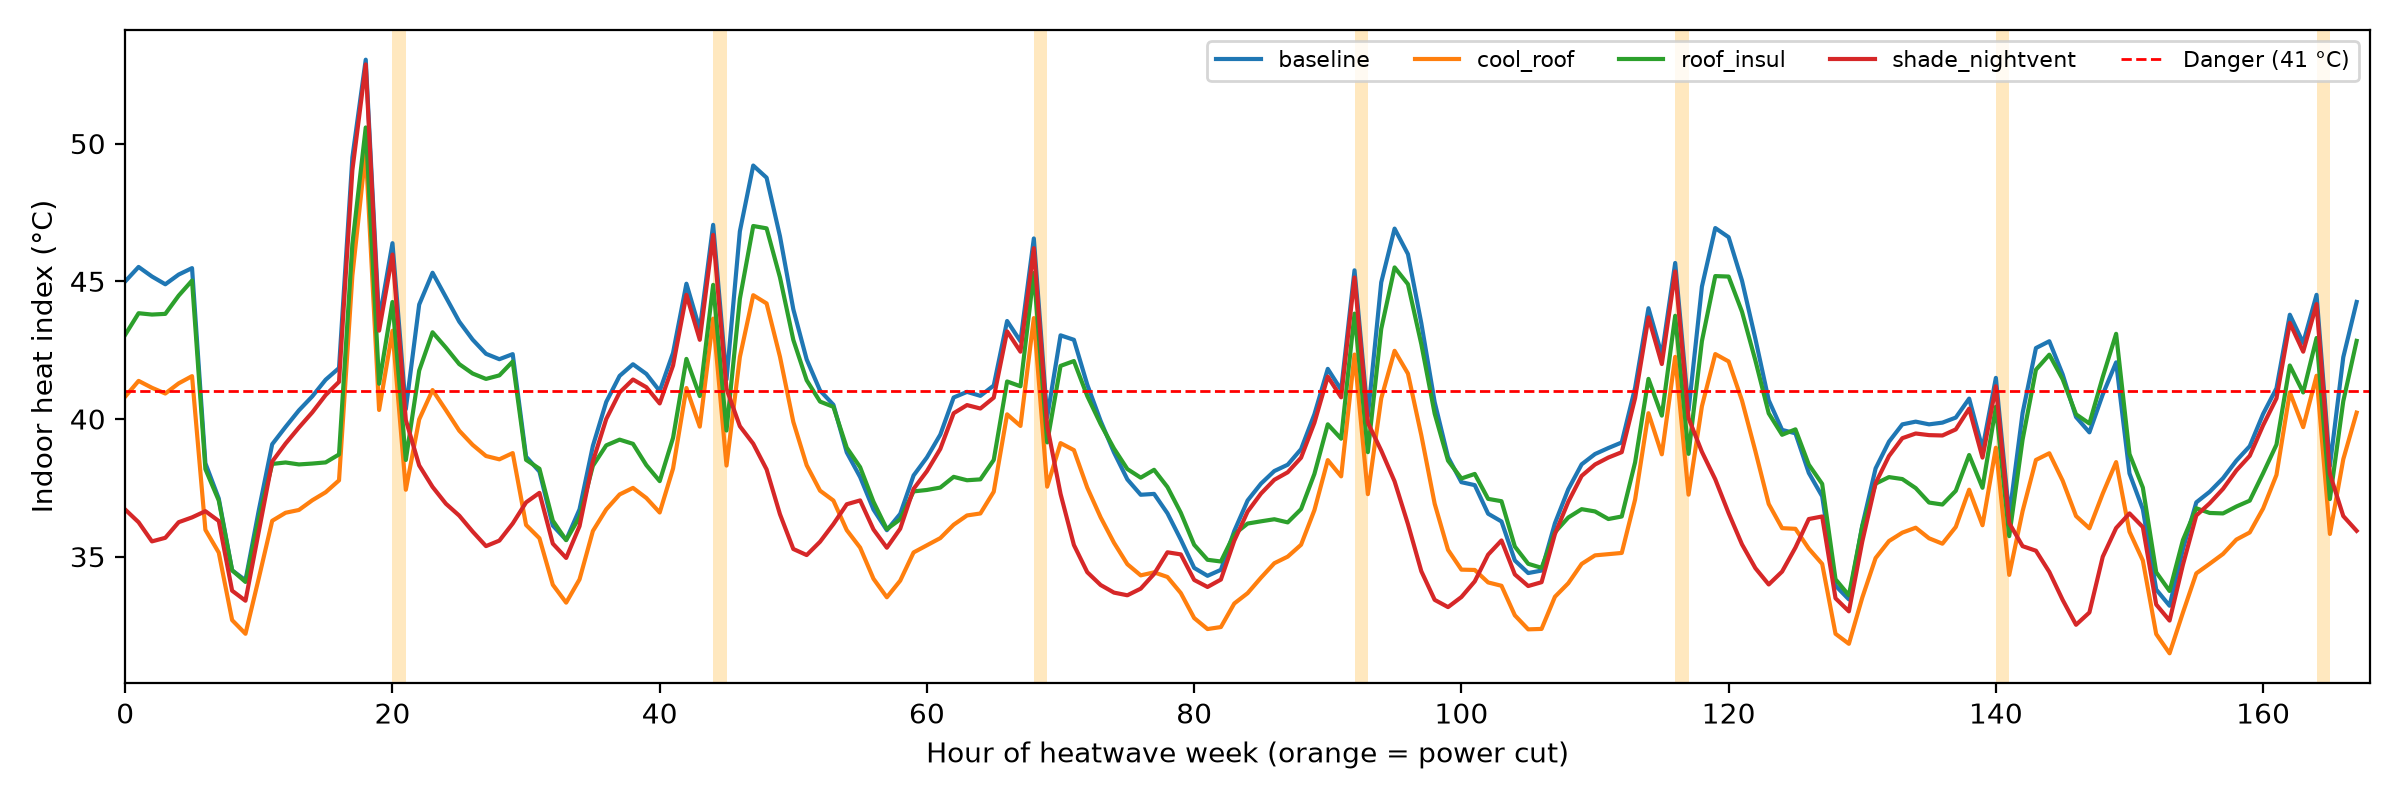 baseline cool_roof roof_insul shade_nightvent Danger (41 °C)
Indoor heat index (°C)
50
45
40
35
0 20 40 60 80 100 120 140 160
Hour of heatwave week (orange = power cut)